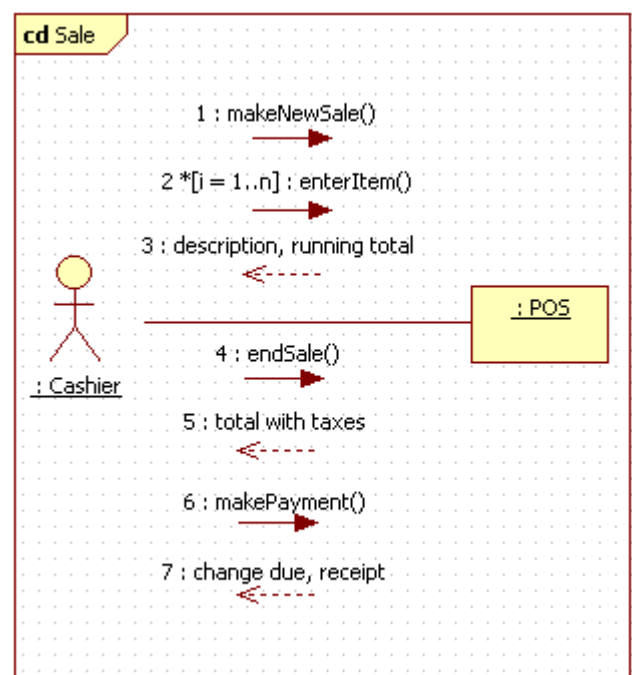 cd Sale
1 : makeNewSale()
2 *[i = 1..n] : enterItem()
3 : description, running total
: POS
4 : endSale()
: Cashier
5 : total with taxes
6 : makePayment()
7 : change due, receipt